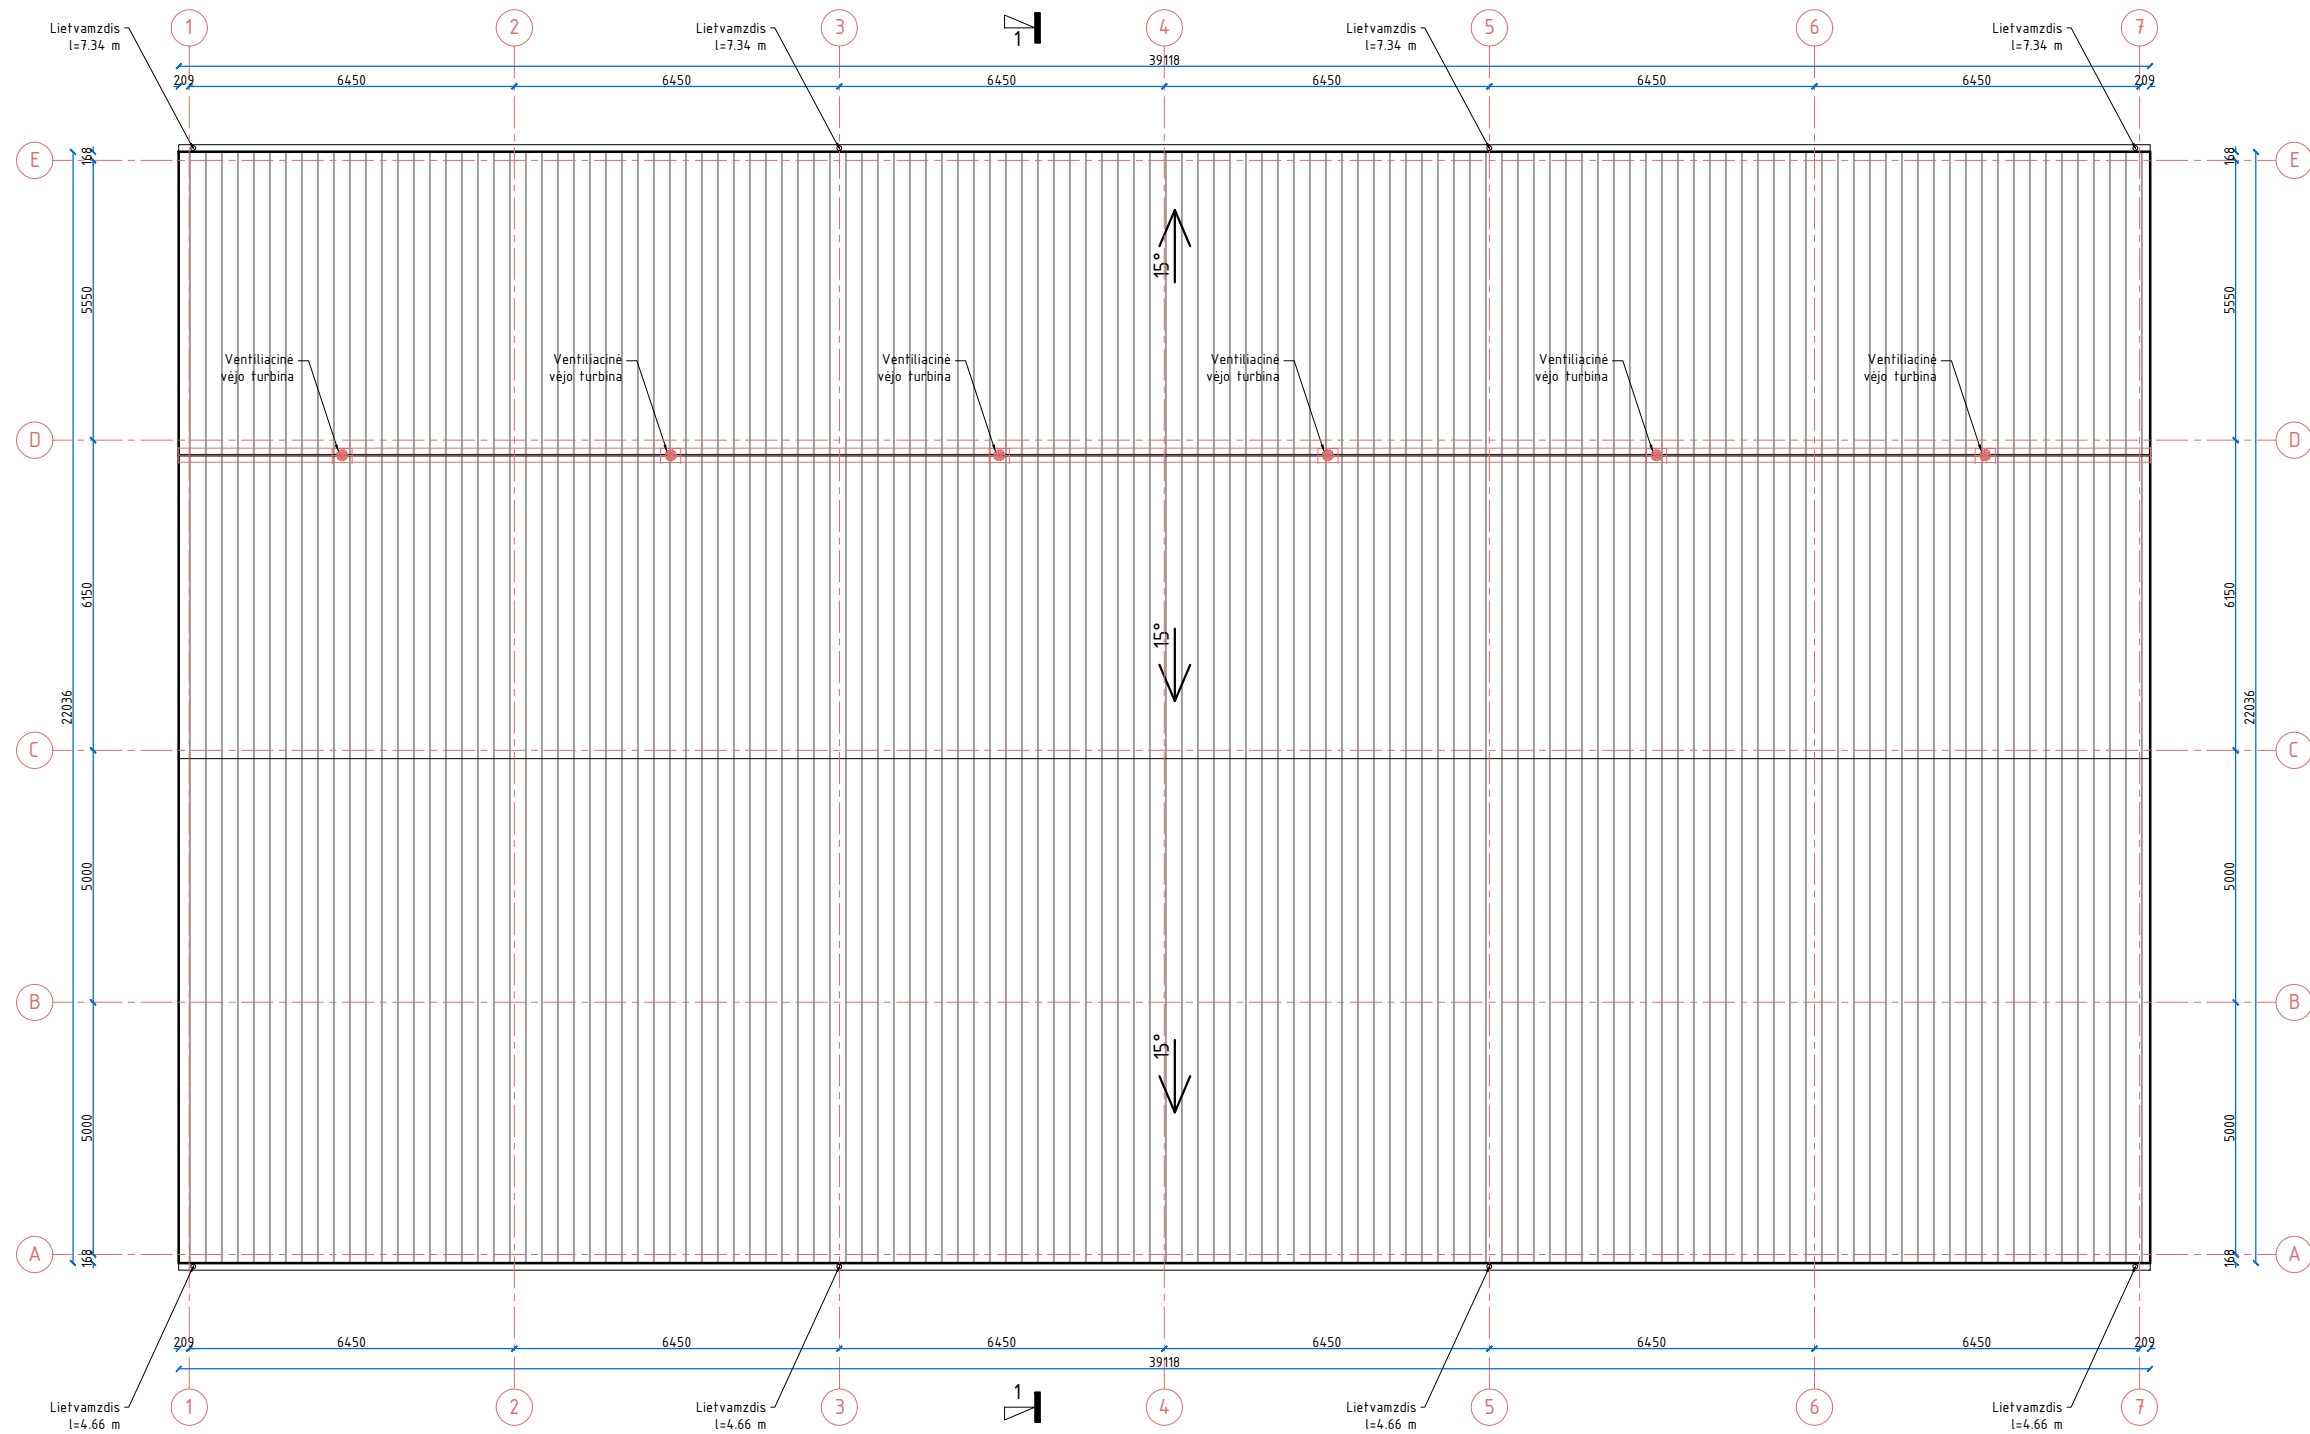 Lietvamzdis
l=7.34 m
1
2
Lietvamzdis
l=7.34 m
3
1
4
Lietvamzdis
l=7.34 m
5
6
Lietvamzdis
l=7.34 m
7
39118
209 6450 6450 6450 6450 6450 6450 209
E 168 168 E
15°
5550 5550
Ventiliacinė
vėjo turbina
Ventiliacinė
vėjo turbina
Ventiliacinė
vėjo turbina
Ventiliacinė
vėjo turbina
Ventiliacinė
vėjo turbina
Ventiliacinė
vėjo turbina
D D
6150 6150
15°
22036 22036
C C
5000 5000
B B
15°
5000 5000
A 168 168 A
209 6450 6450 6450 6450 6450 6450 209
39118
Lietvamzdis
l=4.66 m
1
2
Lietvamzdis
l=4.66 m
3
1
4
Lietvamzdis
l=4.66 m
5
6
Lietvamzdis
l=4.66 m
7